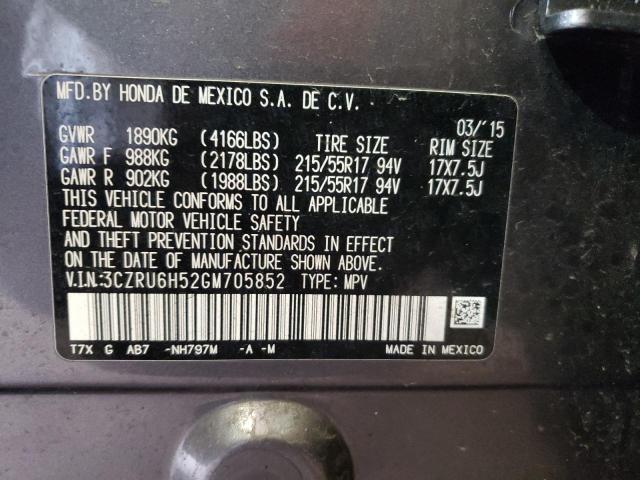 MFD.BY HONDA DE MEXICO S.A. DE C.V.
03/'15
GVWR 1890KG (4166LBS) TIRE SIZE RIM SIZE
GAWR F 988KG (2178LBS) 215/55R17 94V 17X7.5J
GAWR R 902KG (1988LBS) 215/55R17 94V 17X7.5J
THIS VEHICLE CONFORMS TO ALL APPLICABLE
FEDERAL MOTOR VEHICLE SAFETY
AND THEFT PREVENTION STANDARDS IN EFFECT
ON THE DATE OF MANUFACTURE SHOWN ABOVE.
V.I.N:3CZRU6H52GM705852 TYPE: MPV
T7X G AB7 -NH797M -A -M MADE IN MEXICO